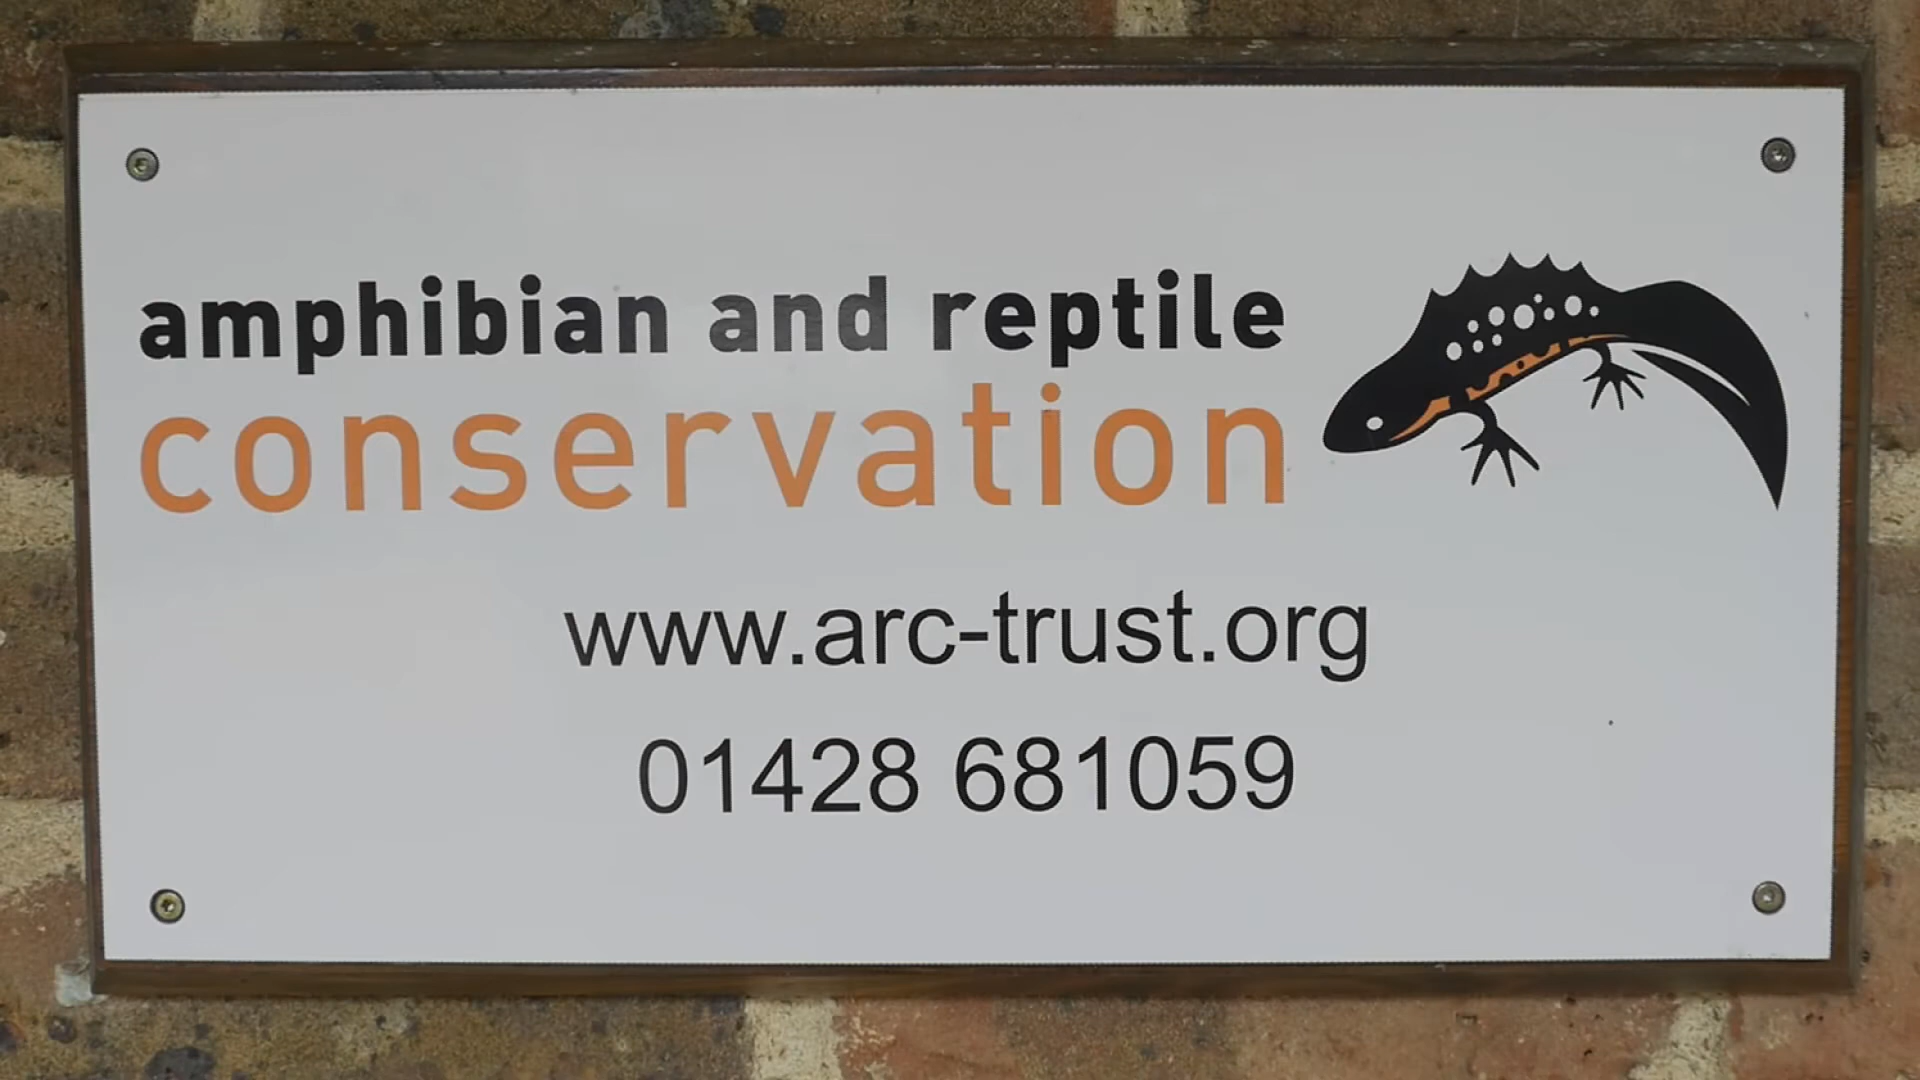 amphibian and reptile
conservation
www.arc-trust.org
01428 681059